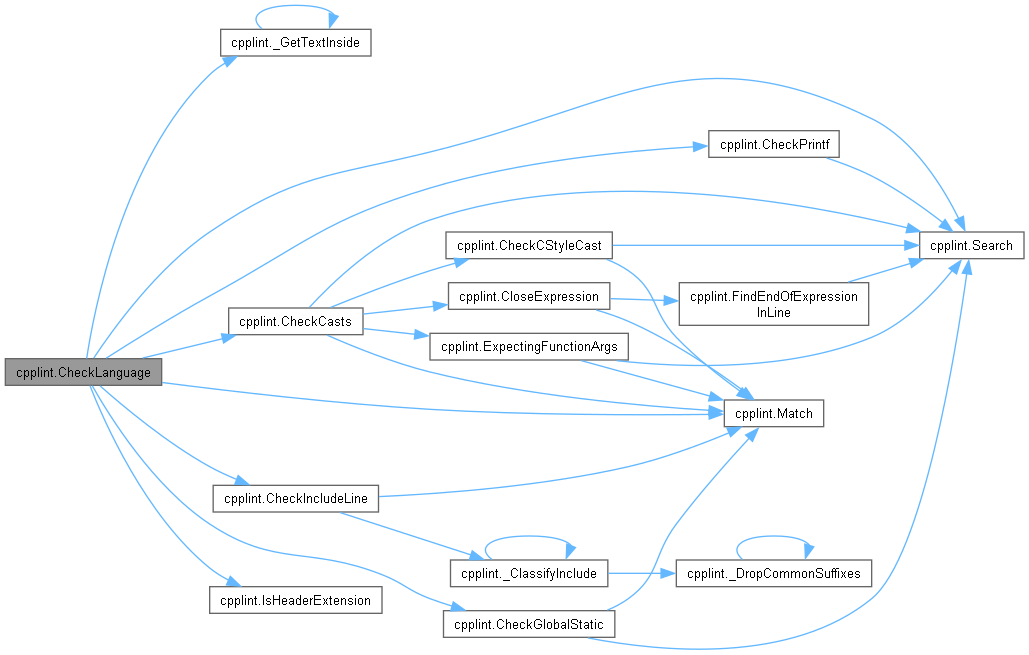 cpplint._GetTextInside
cpplint.CheckPrintf
cpplint.CheckCStyleCast
cpplint.Search
cpplint.CloseExpression
cpplint.FindEndOfExpression
InLine
cpplint.CheckCasts
cpplint.ExpectingFunctionArgs
cpplint.CheckLanguage
cpplint.Match
cpplint.CheckIncludeLine
cpplint._ClassifyInclude
cpplint._DropCommonSuffixes
cpplint.IsHeaderExtension
cpplint.CheckGlobalStatic